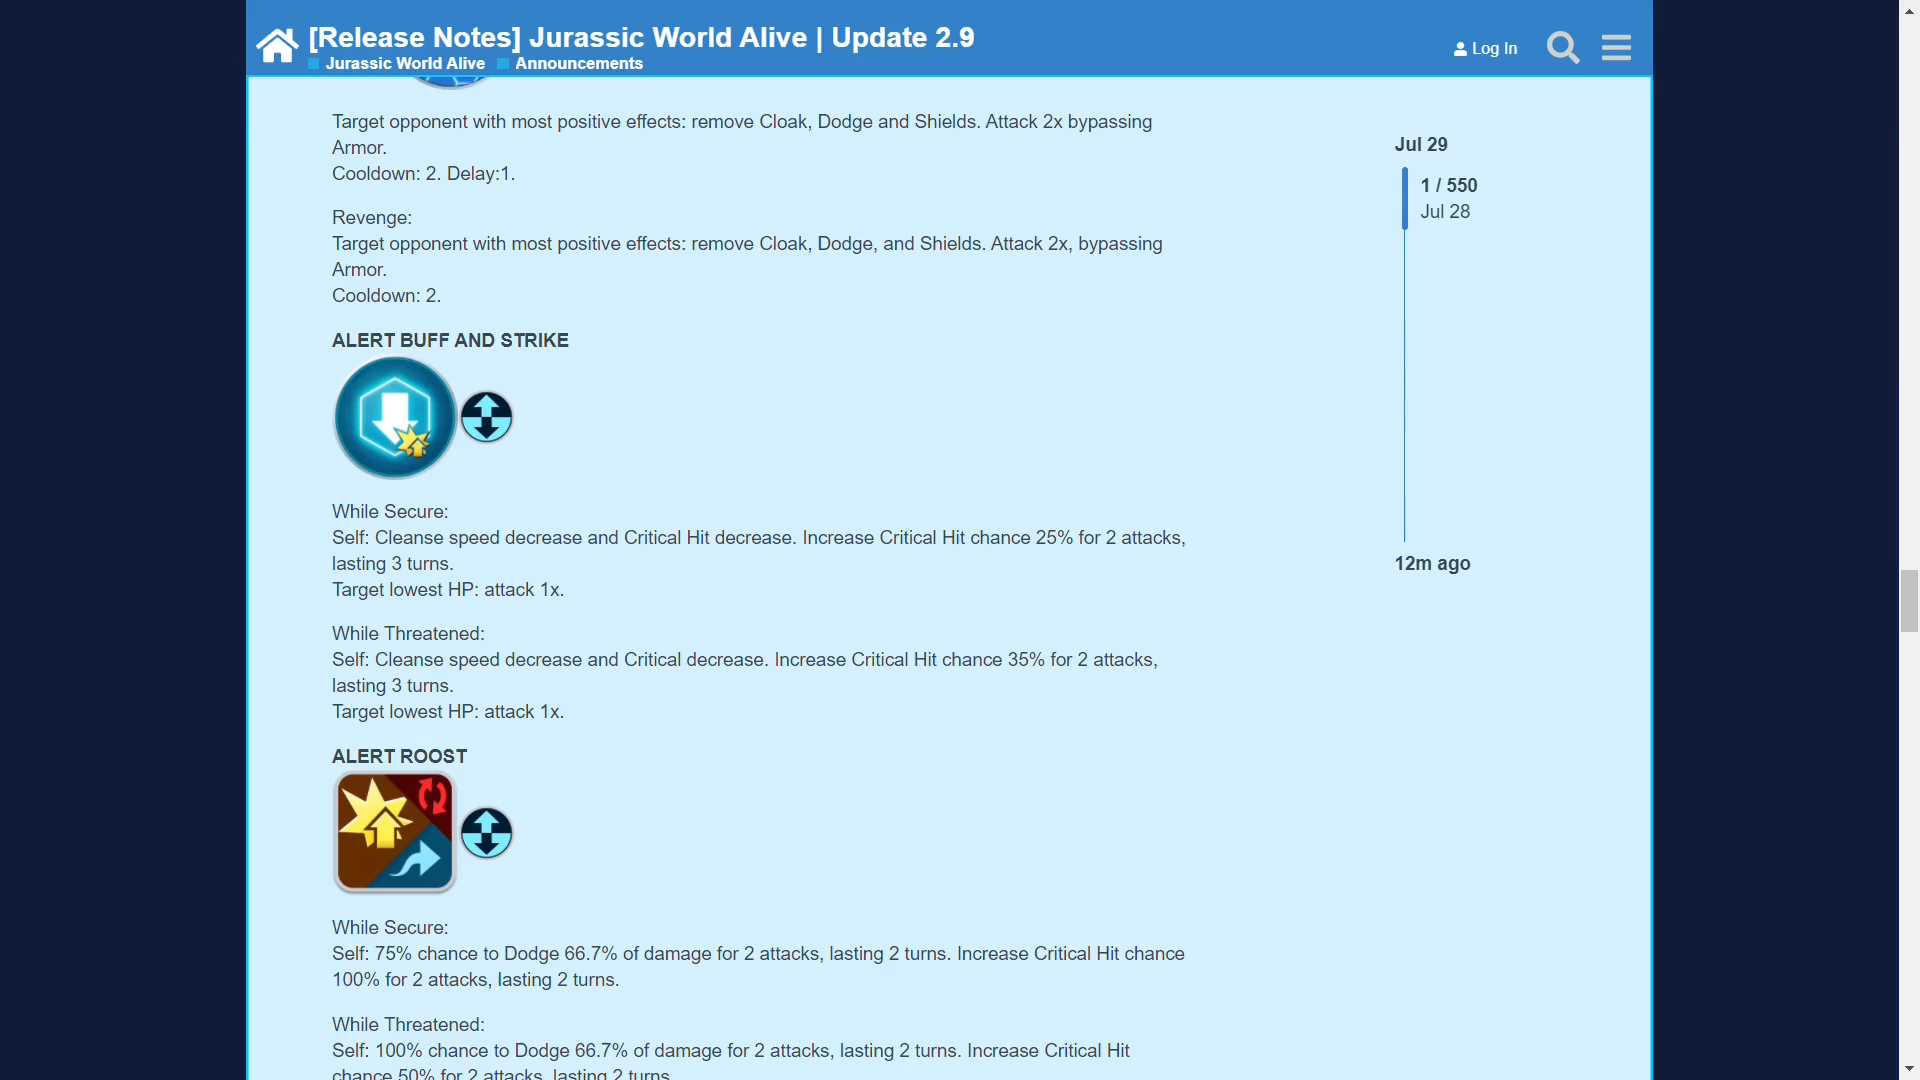 [Release Notes] Jurassic World Alive | Update 2.9
Jurassic World Alive Announcements
Log In
Target opponent with most positive effects: remove Cloak, Dodge and Shields. Attack 2x bypassing
Armor.
Cooldown: 2. Delay:1.
Revenge:
Target opponent with most positive effects: remove Cloak, Dodge, and Shields. Attack 2x, bypassing
Armor.
Cooldown: 2.
ALERT BUFF AND STRIKE
While Secure:
Self: Cleanse speed decrease and Critical Hit decrease. Increase Critical Hit chance 25% for 2 attacks,
lasting 3 turns.
Target lowest HP: attack 1x.
While Threatened:
Self: Cleanse speed decrease and Critical decrease. Increase Critical Hit chance 35% for 2 attacks,
lasting 3 turns.
Target lowest HP: attack 1x.
ALERT ROOST
While Secure:
Self: 75% chance to Dodge 66.7% of damage for 2 attacks, lasting 2 turns. Increase Critical Hit chance
100% for 2 attacks, lasting 2 turns.
While Threatened:
Self: 100% chance to Dodge 66.7% of damage for 2 attacks, lasting 2 turns. Increase Critical Hit
chance 50% for 2 attacks, lasting 2 turns.
Jul 29
1 / 550
Jul 28
12m ago